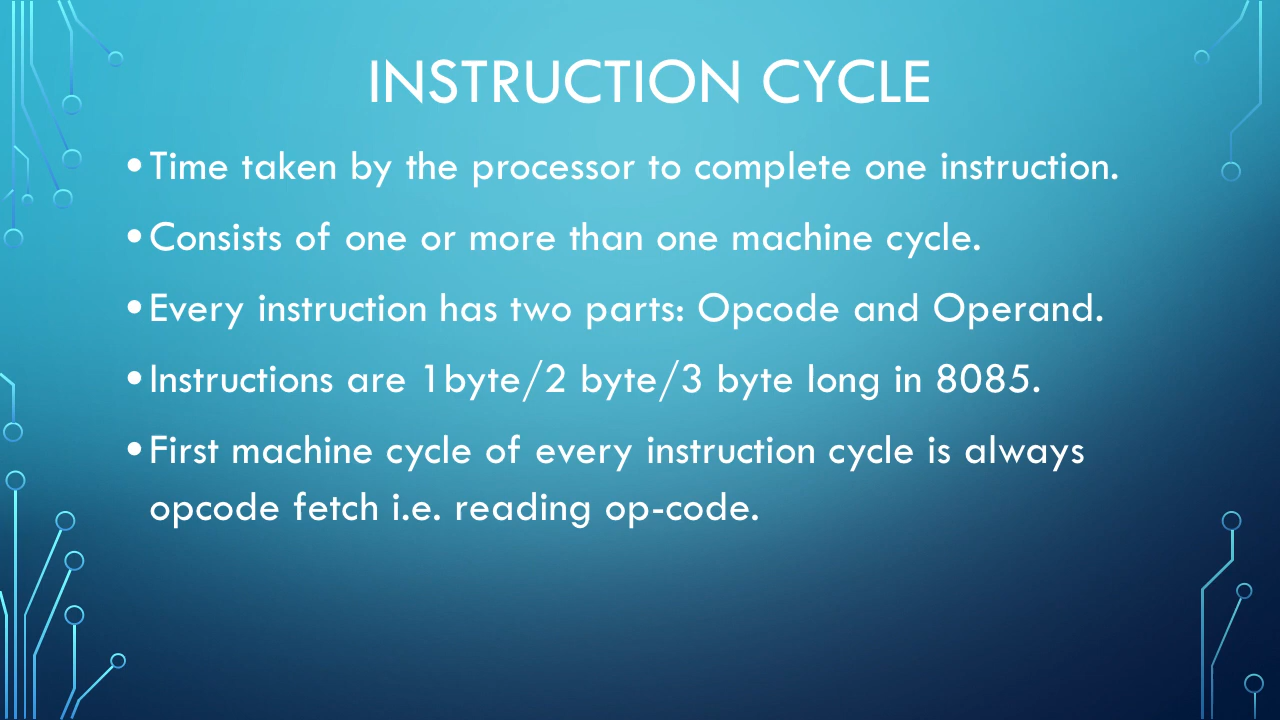 INSTRUCTION CYCLE
•Time taken by the processor to complete one instruction.
•Consists of one or more than one machine cycle.
•Every instruction has two parts: Opcode and Operand.
•Instructions are 1byte/2 byte/3 byte long in 8085.
•First machine cycle of every instruction cycle is always
opcode fetch i.e. reading op-code.